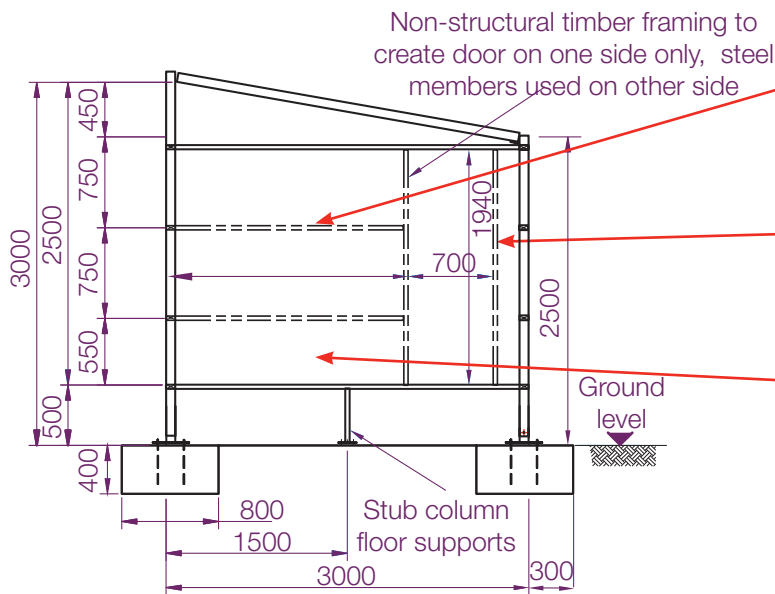 Non-structural timber framing to
create door on one side only, steel
members used on other side
450
750
2500
3000
1940
700
750
2500
550
500
Ground
level
400
800
Stub column
floor supports
1500
3000
300